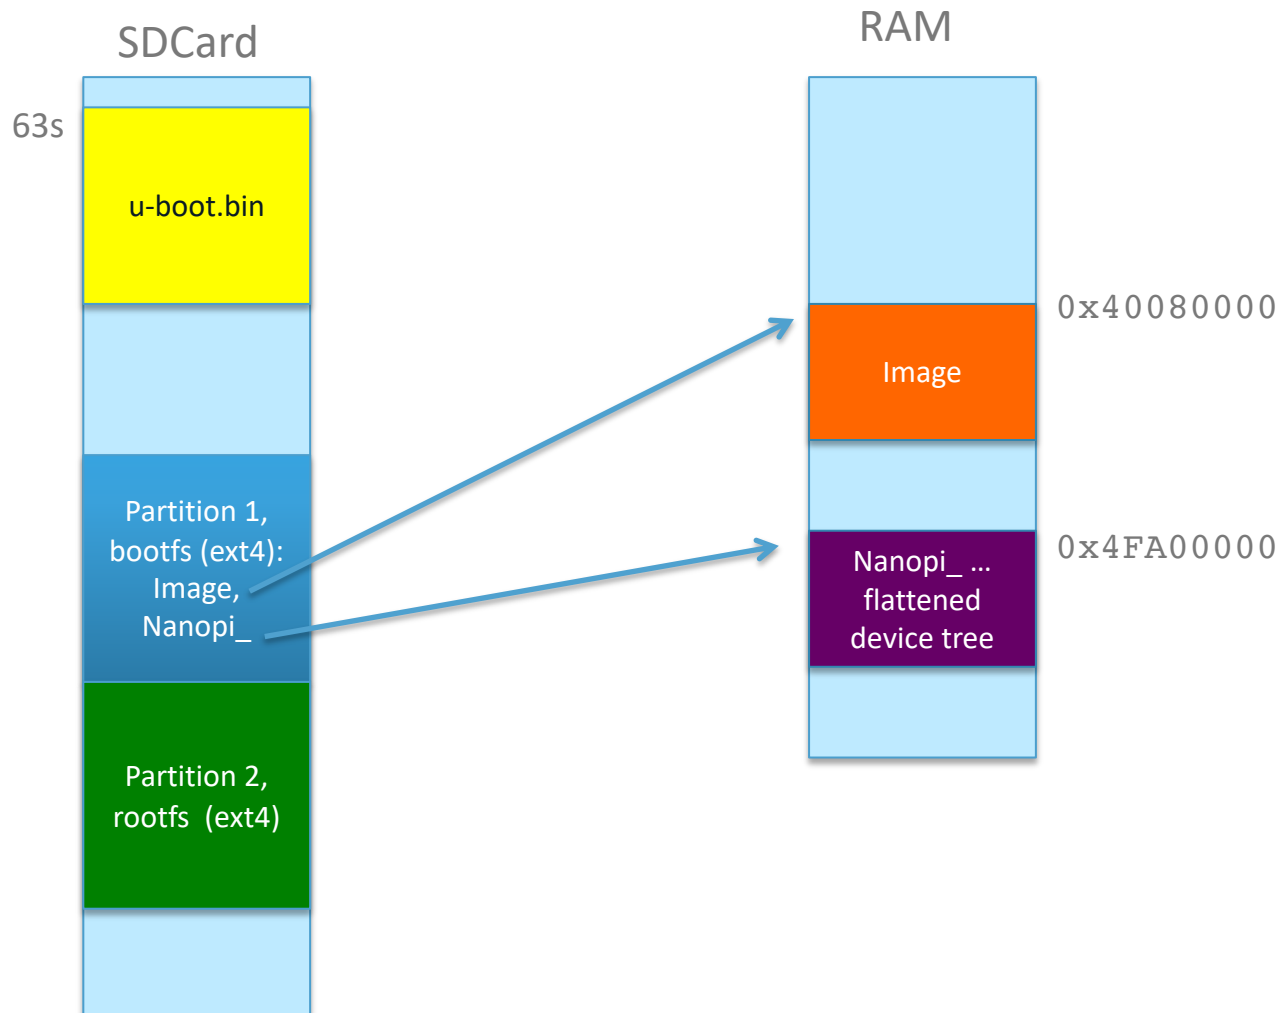 SDCard
63s
u-boot.bin
Partition 1,
bootfs (ext4):
Image,
Nanopi_
Partition 2,
rootfs (ext4)
RAM
0x40080000
Image
0x4FA00000
Nanopi_ ...
flattened
device tree